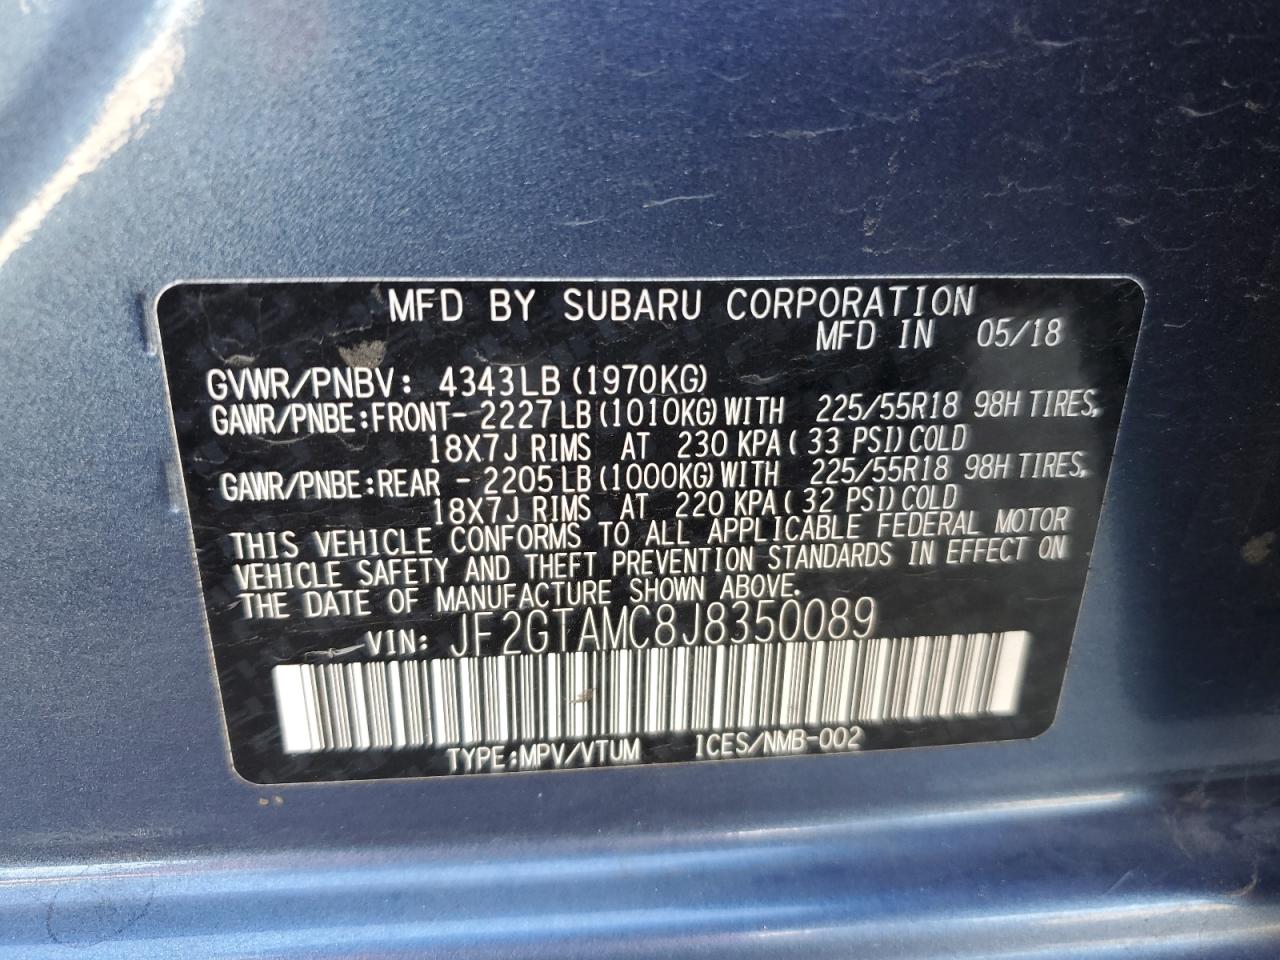 MFD BY SUBARU CORPORATION
MFD IN 05/18
GVWR/PNBV: 4343LB (1970KG)
GAWR/PNBE:FRONT- 2227LB (1010KG) WITH 225/55R18 98H TIRES,
18X7J RIMS AT 230 KPA ( 33 PSI) COLD
GAWR/PNBE:REAR - 2205LB (1000KG) WITH 225/55R18 98H TIRES,
18X7J RIMS AT 220 KPA ( 32 PSI) COLD
THIS VEHICLE CONFORMS TO ALL APPLICABLE FEDERAL MOTOR
VEHICLE SAFETY AND THEFT PREVENTION STANDARDS IN EFFECT ON
THE DATE OF MANUFACTURE SHOWN ABOVE.
VIN: JF2GTAMC8J8350089
TYPE:MPV/VTUM ICES/NMB-002